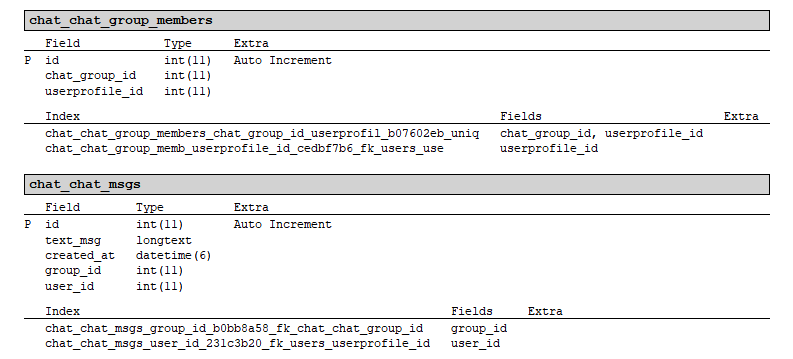 chat_chat_group_members
Field Type Extra
P id int(11) Auto Increment
chat_group_id int(11)
userprofile_id int(11)
Index Fields Extra
chat_chat_group_members_chat_group_id_userprofil_b07602eb_uniq chat_group_id, userprofile_id
chat_chat_group_memb_userprofile_id_cedbf7b6_fk_users_use userprofile_id
chat_chat_msgs
Field Type Extra
P id int(11) Auto Increment
text_msg longtext
created_at datetime(6)
group_id int(11)
user_id int(11)
Index Fields Extra
chat_chat_msgs_group_id_b0bb8a58_fk_chat_chat_group_id group_id
chat_chat_msgs_user_id_231c3b20_fk_users_userprofile_id user_id